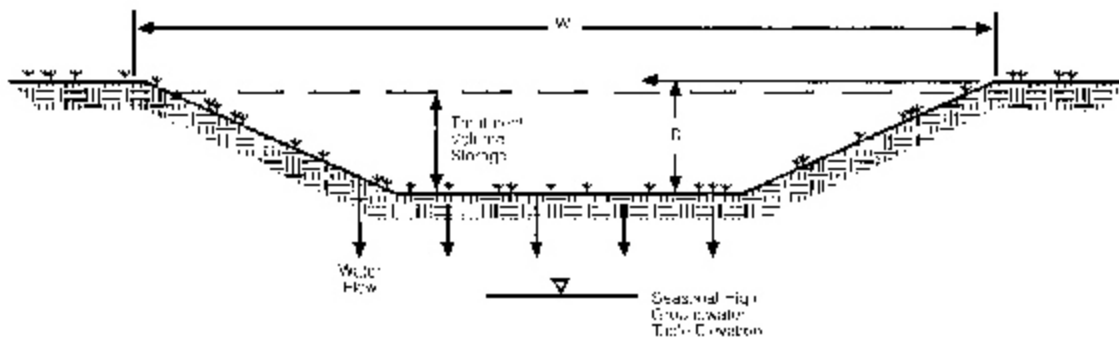 W
Treatment
Volume
Storage
D
Water
Flow
Seasonal High
Groundwater
Table Elevation